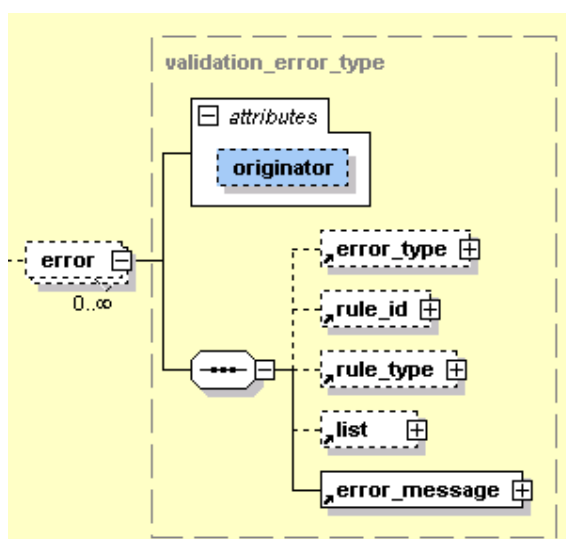 validation_error_type
attributes
originator
error
0..∞
error_type
rule_id
rule_type
list
error_message